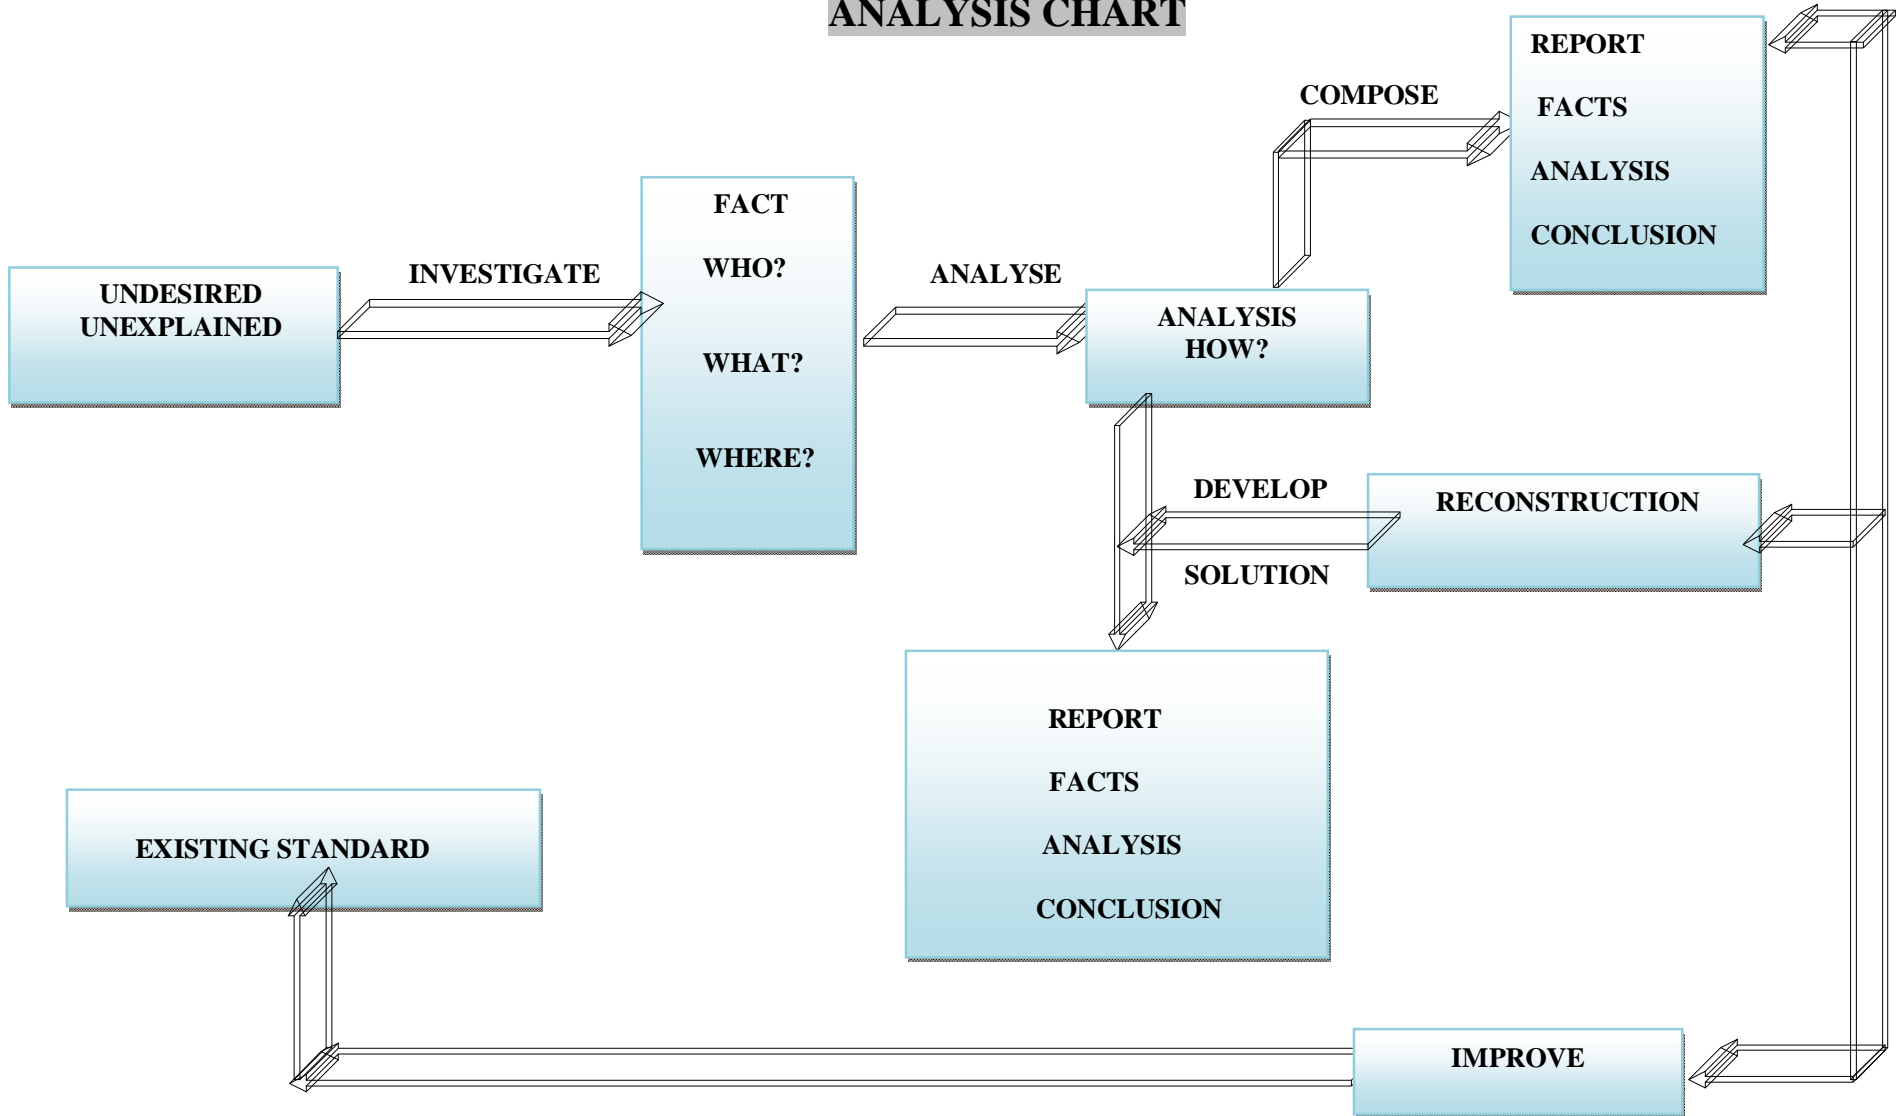 ANALYSIS CHART
UNDESIRED
UNEXPLAINED
INVESTIGATE
FACT
WHO?
WHAT?
WHERE?
ANALYSE
ANALYSIS
HOW?
COMPOSE
REPORT
FACTS
ANALYSIS
CONCLUSION
DEVELOP
SOLUTION
RECONSTRUCTION
REPORT
FACTS
ANALYSIS
CONCLUSION
EXISTING STANDARD
IMPROVE